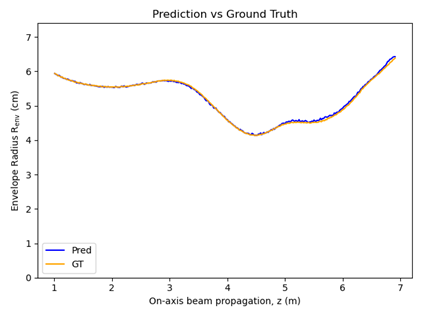 Prediction vs Ground Truth
Envelope Radius Renv (cm)
7
6
5
4
3
2
1
0
Pred
GT
1 2 3 4 5 6 7
On-axis beam propagation, z (m)